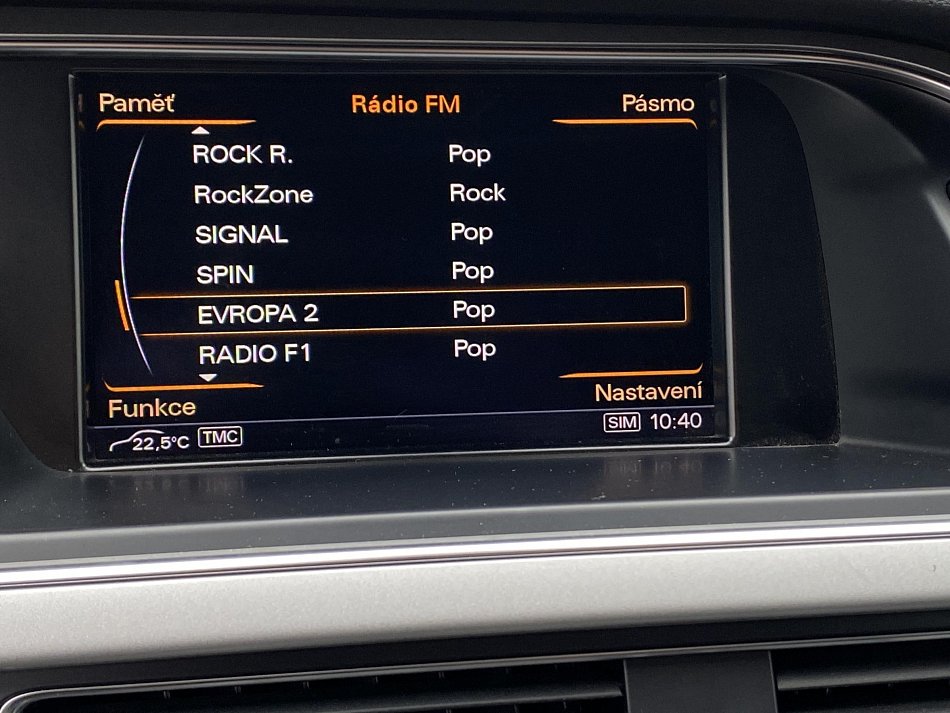 Paměť Rádio FM Pásmo
ROCK R. Pop
RockZone Rock
SIGNAL Pop
SPIN Pop
EVROPA 2 Pop
RADIO F1 Pop
Funkce Nastavení
22,5°C TMC SIM 10:40